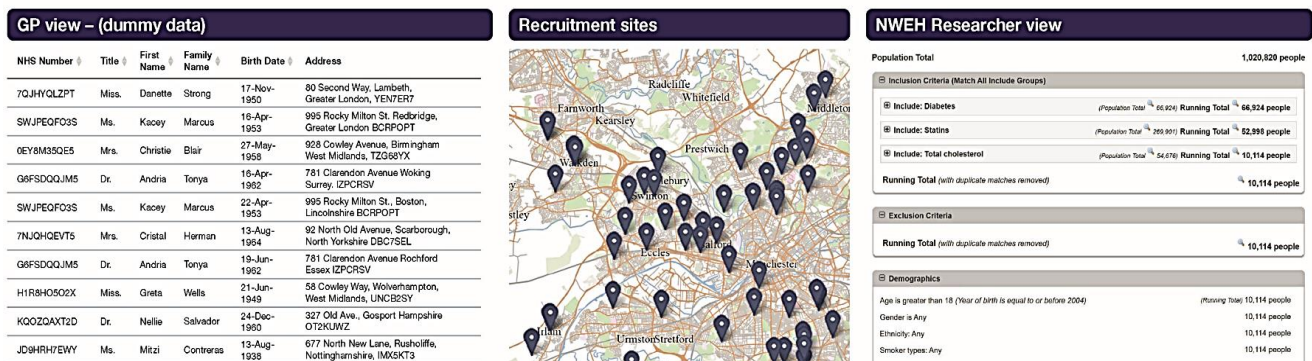 GP view – (dummy data)
NHS Number Title First Name Family Name Birth Date Address
7QJHYQLZPT Miss. Danette Strong 17-Nov-1950 80 Second Way, Lambeth, Greater London, YEN7ER7
SWJPEQFO3S Ms. Kacey Marcus 16-Apr-1953 995 Rocky Milton St. Redbridge, Greater London BCRPOPT
0EY8M35QE5 Mrs. Christie Blair 27-May-1958 928 Cowley Avenue, Birmingham West Midlands, TZG68YX
G6FSDQQJM5 Dr. Andria Tonya 16-Apr-1962 781 Clarendon Avenue Woking Surrey. IZPCRSV
SWJPEQFO3S Ms. Kacey Marcus 22-Apr-1953 995 Rocky Milton St., Boston, Lincolnshire BCRPOPT
7NJQHQEVT5 Mrs. Cristal Herman 13-Aug-1964 92 North Old Avenue, Scarborough, North Yorkshire DBC7SEL
G6FSDQQJM5 Dr. Andria Tonya 19-Jun-1962 781 Clarendon Avenue Rochford Essex IZPCRSV
H1R8HO5O2X Miss. Greta Wells 21-Jun-1949 58 Cowley Way, Wolverhampton, West Midlands, UNCB2SY
KQOZQAXT2D Dr. Nellie Salvador 24-Dec-1960 327 Old Ave., Gosport Hampshire OT2KUWZ
JD9HRH7EWY Ms. Mitzi Contreras 13-Aug-1938 677 North New Lane, Rusholiffe, Nottinghamshire, IMX5KT3
Recruitment sites
Radcliffe
Whitefield
Middleton
Farnworth
Kearsley
Prestwich
Walkden
Swinton
Eccles
Salford
Manchester
Irlam
Urmston
Stretford
NWEH Researcher view
Population Total 1,020,820 people
Inclusion Criteria (Match All Include Groups)
Include: Diabetes (Population Total 66,924) Running Total 66,924 people
Include: Statins (Population Total 269,901) Running Total 52,998 people
Include: Total cholesterol (Population Total 54,676) Running Total 10,114 people
Running Total (with duplicate matches removed) 10,114 people
Exclusion Criteria
Running Total (with duplicate matches removed) 10,114 people
Demographics
Age is greater than 18 (Year of birth is equal to or before 2004) (Running Total) 10,114 people
Gender is Any 10,114 people
Ethnicity: Any 10,114 people
Smoker types: Any 10,114 people